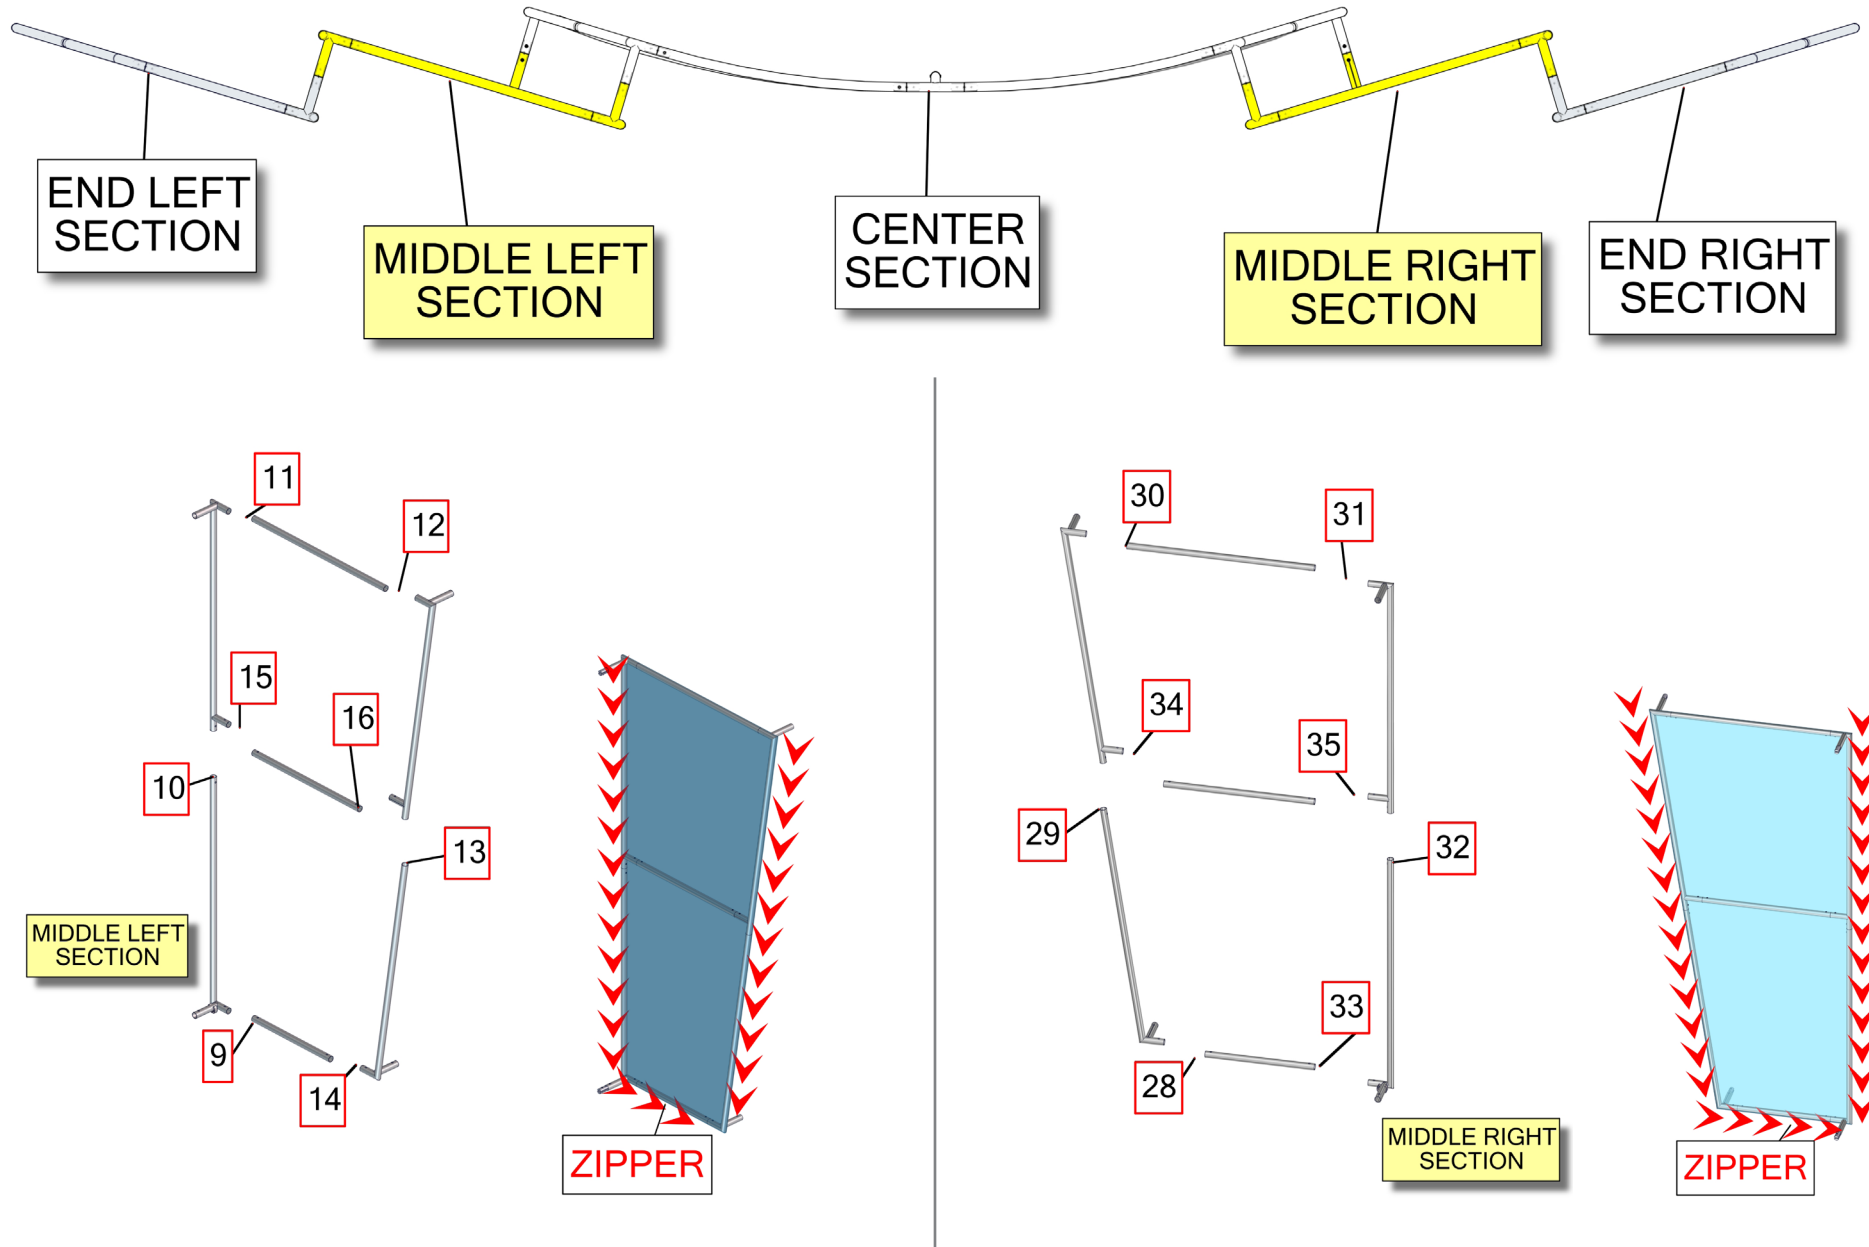 END LEFT
SECTION
MIDDLE LEFT
SECTION
CENTER
SECTION
MIDDLE RIGHT
SECTION
END RIGHT
SECTION
11
12
15
16
10
13
MIDDLE LEFT
SECTION
9
14
ZIPPER
30
31
34
35
29
32
33
28
MIDDLE RIGHT
SECTION
ZIPPER